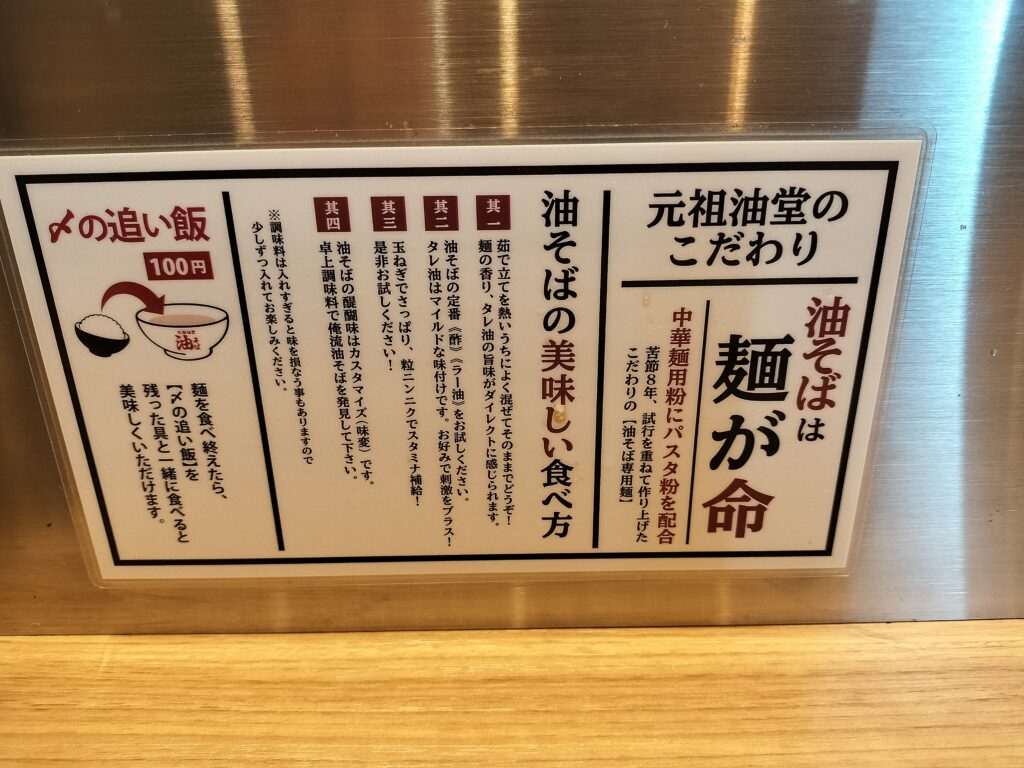 元祖油堂の
こだわり
油そばは
麺が命
中華麺用粉にパスタ粉を配合
苦節8年、試行を重ねて作り上げた
こだわりの【油そば専用麺】
油そばの美味しい食べ方
其一
茹で立てを熱いうちによく混ぜてそのままでどうぞ!
麺の香り、タレ油の旨味がダイレクトに感じられます。
其二
油そばの定番《酢》《ラー油》をお試しください。
タレ油はマイルドな味付けです。お好みで刺激をプラス!
其三
玉ねぎでさっぱり、粒ニンニクでスタミナ補給!
是非お試しください!
其四
油そばの醍醐味はカスタマイズ(味変)です。
卓上調味料で俺流油そばを発見して下さい。
※調味料は入れすぎると味を損なう事もありますので
少しずつ入れてお楽しみください。
〆の追い飯
100円
元祖油堂
油そば
麺を食べ終えたら、
【〆の追い飯】を
残った具と一緒に食べると
美味しくいただけます。